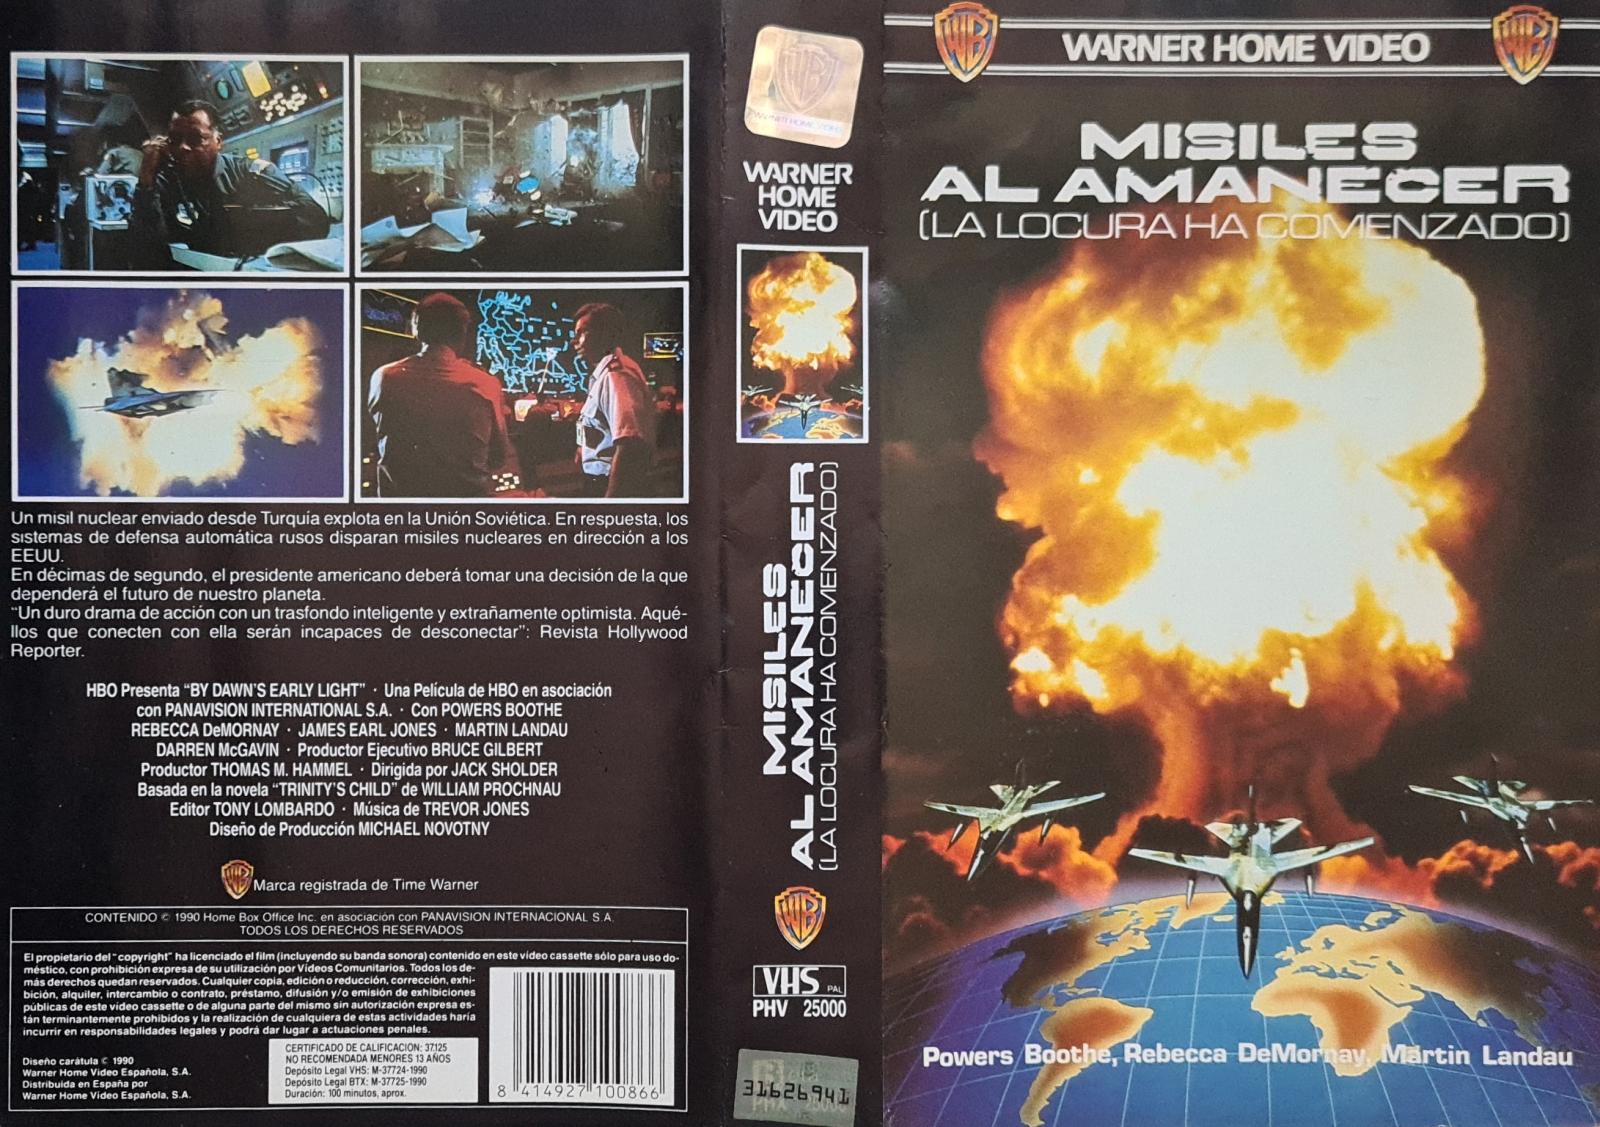 Un misil nuclear enviado desde Turquía explota en la Unión Soviética. En respuesta, los
sistemas de defensa automática rusos disparan misiles nucleares en dirección a los
EEUU.
En décimas de segundo, el presidente americano deberá tomar una decisión de la que
dependerá el futuro de nuestro planeta.
"Un duro drama de acción con un trasfondo inteligente y extrañamente optimista. Aqué-
llos que conecten con ella serán incapaces de desconectar": Revista Hollywood
Reporter.
HBO Presenta "BY DAWN'S EARLY LIGHT" · Una Película de HBO en asociación
con PANAVISION INTERNATIONAL S.A. · Con POWERS BOOTHE
REBECCA DeMORNAY · JAMES EARL JONES · MARTIN LANDAU
DARREN McGAVIN · Productor Ejecutivo BRUCE GILBERT
Productor THOMAS M. HAMMEL · Dirigida por JACK SHOLDER
Basada en la novela "TRINITY'S CHILD" de WILLIAM PROCHNAU
Editor TONY LOMBARDO · Música de TREVOR JONES
Diseño de Producción MICHAEL NOVOTNY
WB Marca registrada de Time Warner
CONTENIDO © 1990 Home Box Office Inc. en asociación con PANAVISION INTERNACIONAL S.A.
TODOS LOS DERECHOS RESERVADOS
El propietario del "copyright" ha licenciado el film (incluyendo su banda sonora) contenido en este vídeo cassette sólo para uso do-
méstico, con prohibición expresa de su utilización por Vídeos Comunitarios. Todos los de-
más derechos quedan reservados. Cualquier copia, edición o reducción, corrección, exhi-
bición, alquiler, intercambio o contrato, préstamo, difusión y/o emisión de exhibiciones
públicas de este vídeo cassette o de alguna parte del mismo sin autorización expresa es-
tán terminantemente prohibidos y la realización de cualquiera de estas actividades haría
incurrir en responsabilidades legales y podrá dar lugar a actuaciones penales.
Diseño carátula © 1990
Warner Home Video Española, S.A.
Distribuida en España por
Warner Home Video Española, S.A.
CERTIFICADO DE CALIFICACION: 37.125
NO RECOMENDADA MENORES 13 AÑOS
Depósito Legal VHS: M-37724-1990
Depósito Legal BTX: M-37725-1990
Duración: 100 minutos, aprox.
8 414927 100866
WB
WARNER HOME VIDEO
WARNER
HOME
VIDEO
MISILES
AL AMANECER
(LA LOCURA HA COMENZADO)
WB
VHS PAL
PHV 25000
31626941
WB WARNER HOME VIDEO WB
MISILES
AL AMANECER
(LA LOCURA HA COMENZADO)
Powers Boothe, Rebecca DeMornay, Martin Landau